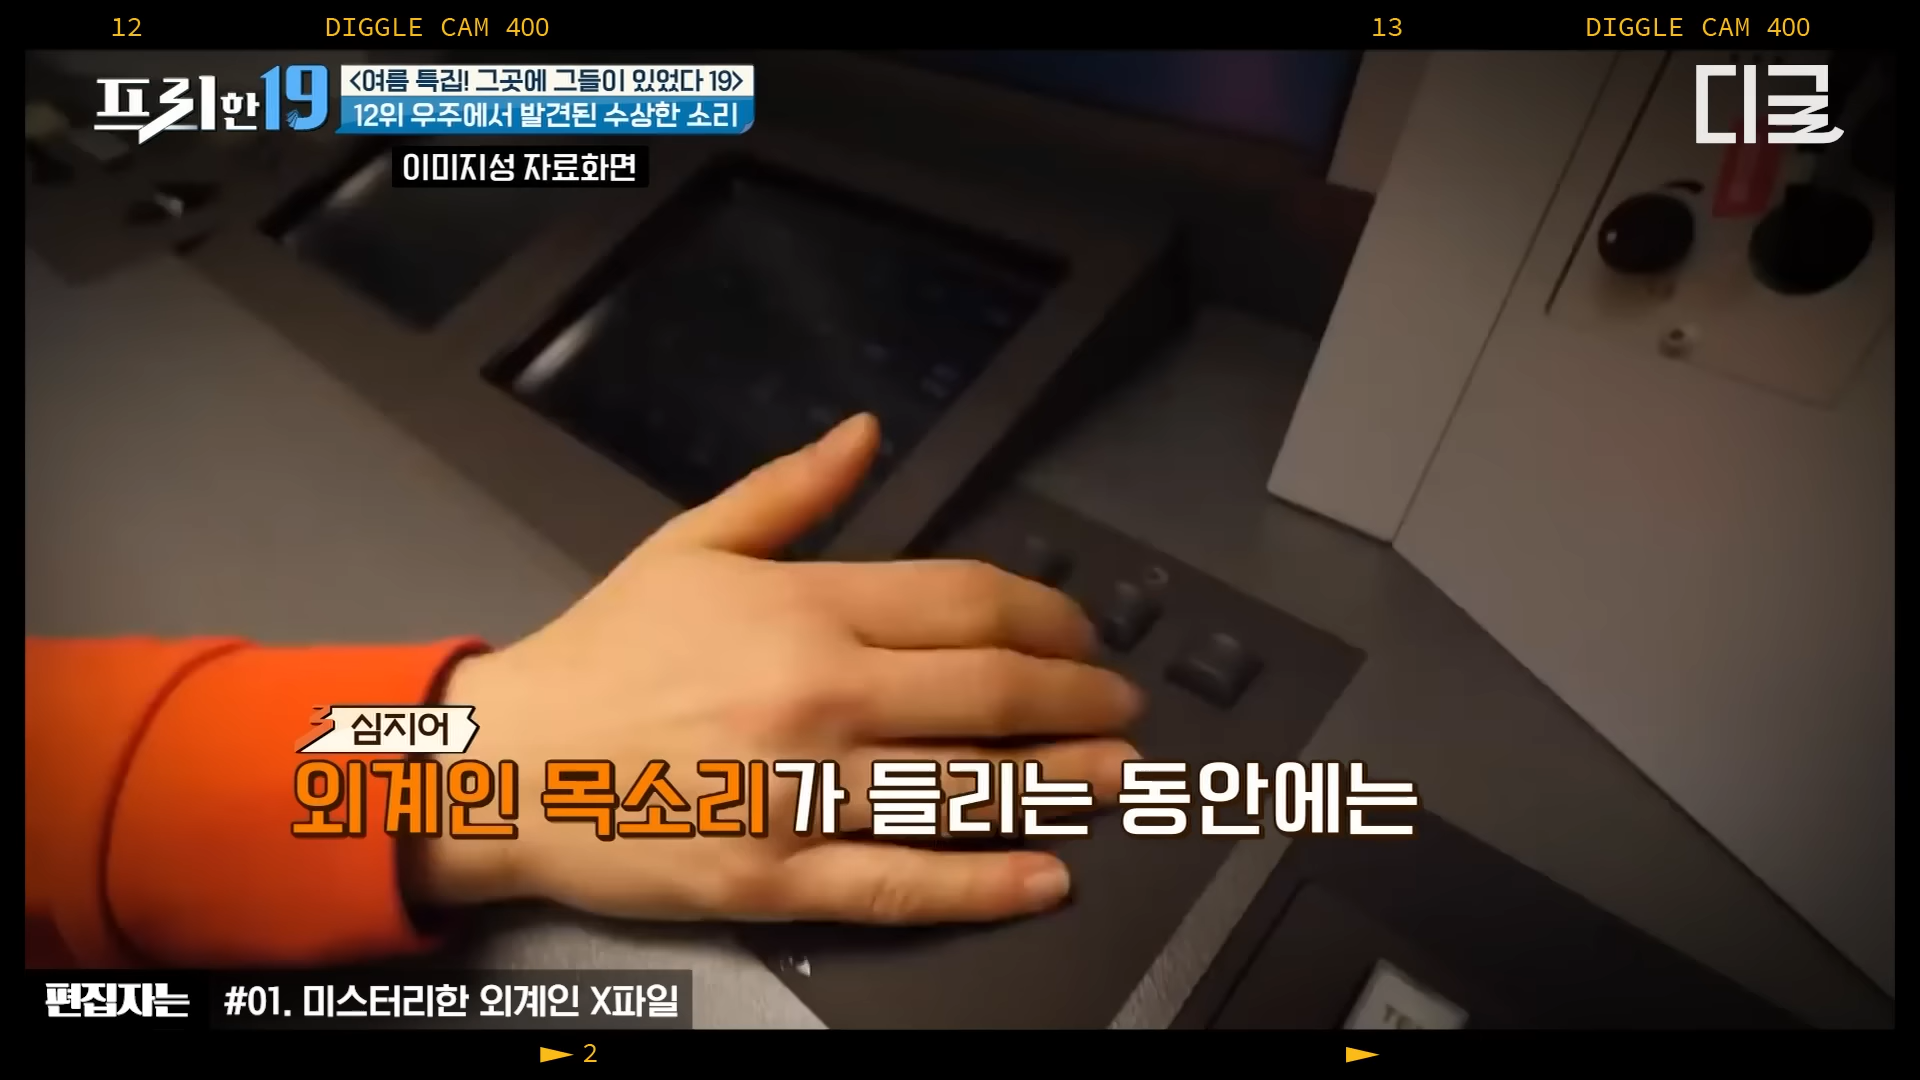 12 DIGGLE CAM 400 13 DIGGLE CAM 400
프리한19
<여름 특집! 그곳에 그들이 있었다 19>
12위 우주에서 발견된 수상한 소리
디글
이미지성 자료화면
심지어
외계인 목소리가 들리는 동안에는
편집자는 #01. 미스터리한 외계인 X파일
2